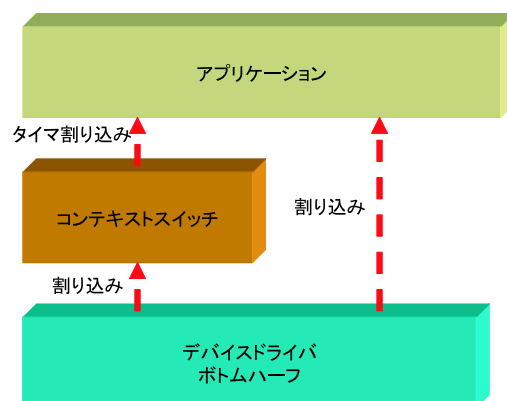 アプリケーション
タイマ割り込み
コンテキストスイッチ
割り込み
割り込み
デバイスドライバ
ボトムハーフ